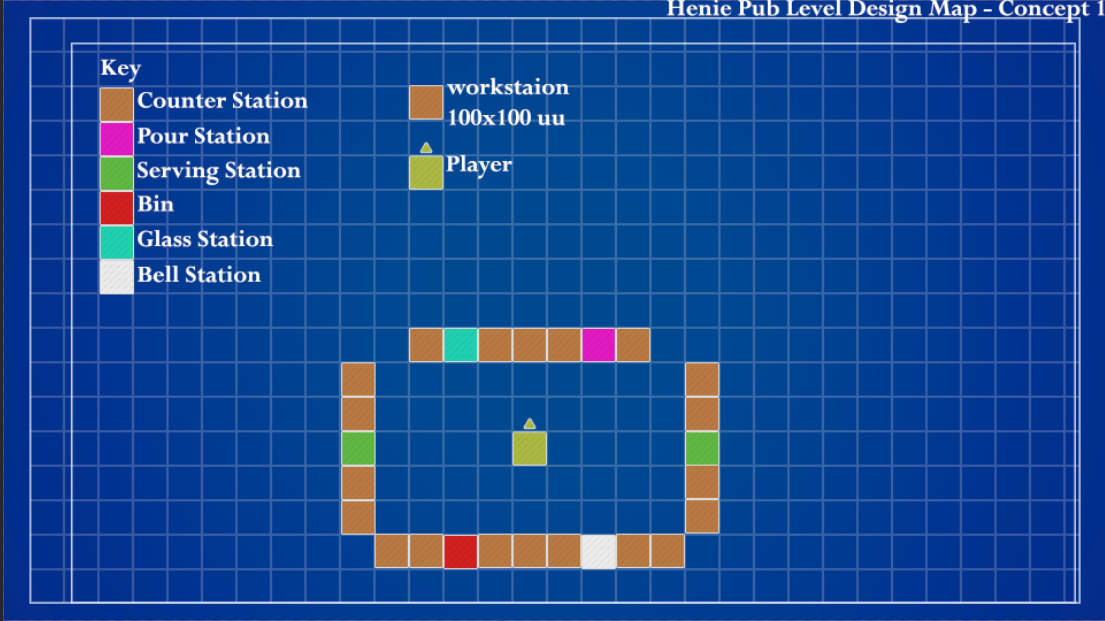 Henie Pub Level Design Map - Concept 1
Key
Counter Station
Pour Station
Serving Station
Bin
Glass Station
Bell Station
workstaion
100x100 uu
Player